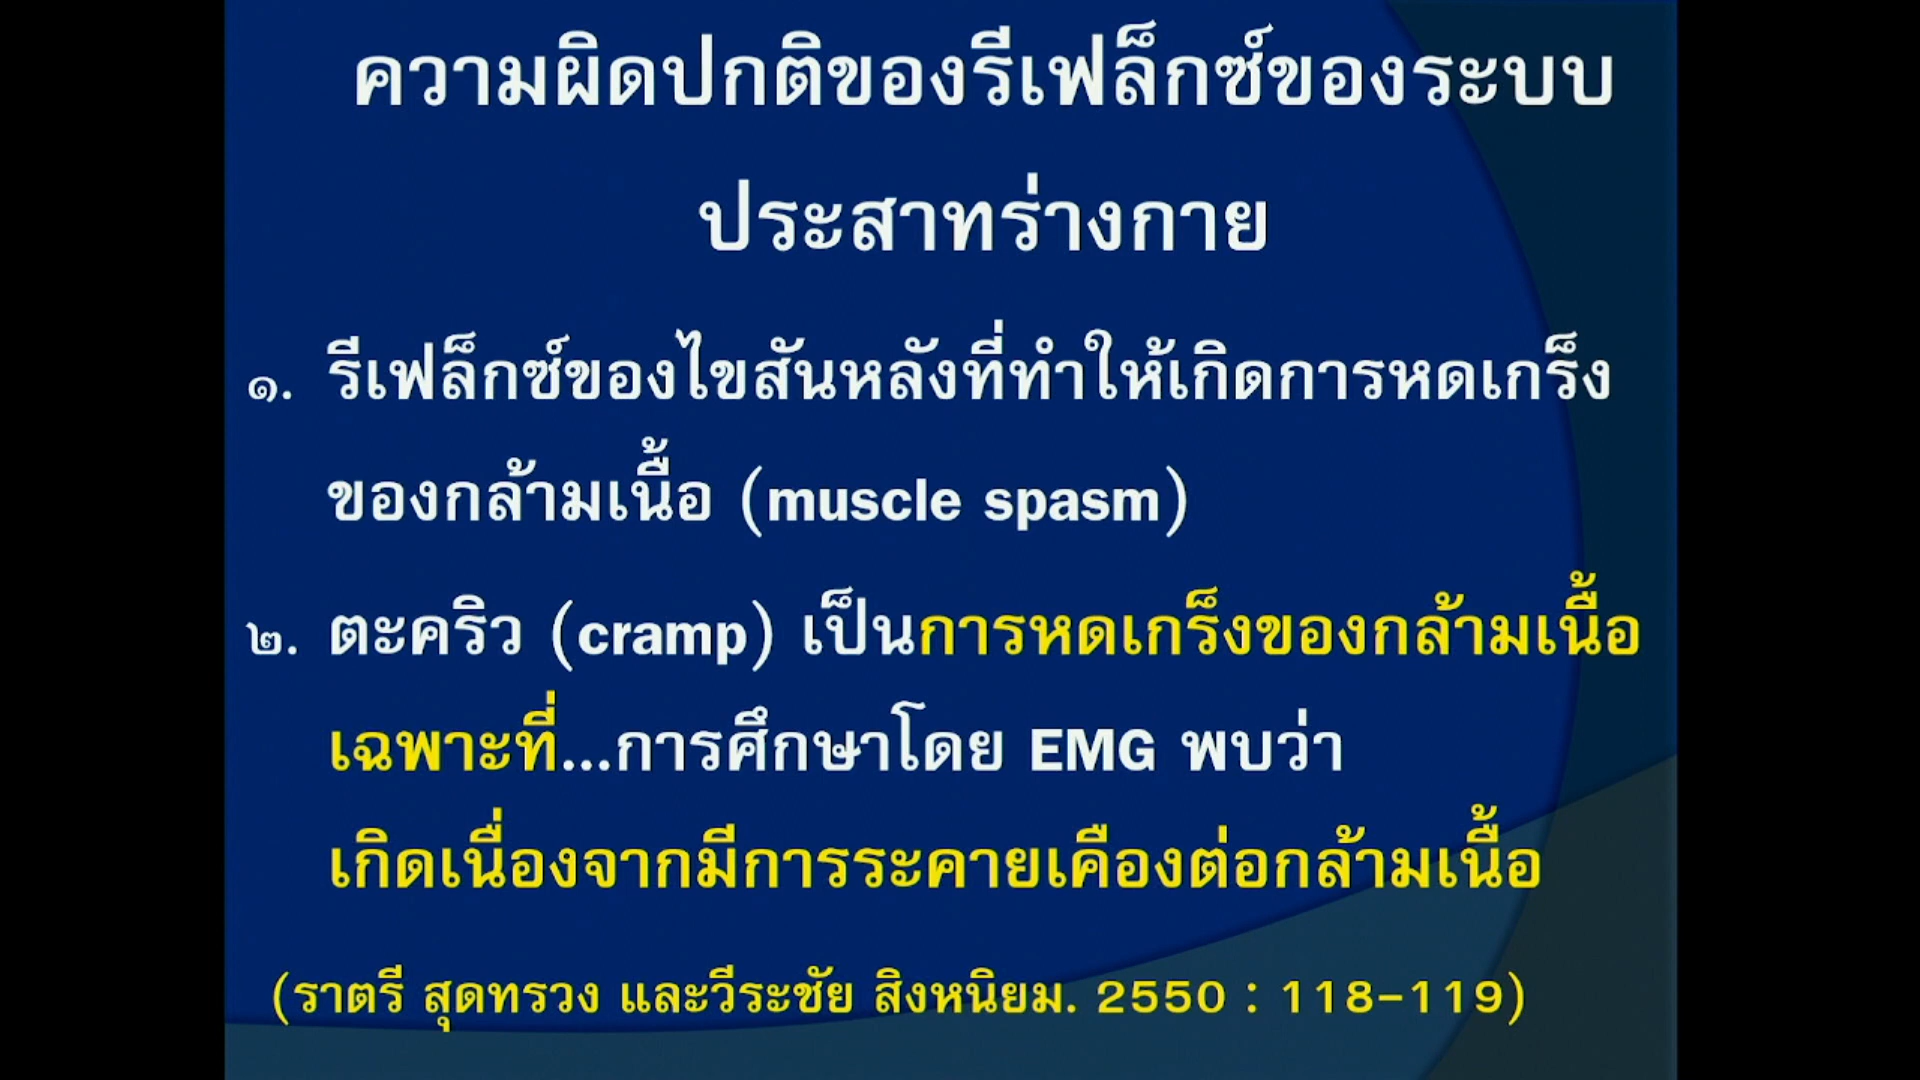 ความผิดปกติของรีเฟล็กซ์ของระบบ
ประสาทร่างกาย
๑. รีเฟล็กซ์ของไขสันหลังที่ทำให้เกิดการหดเกร็ง
ของกล้ามเนื้อ (muscle spasm)
๒. ตะคริว (cramp) เป็นการหดเกร็งของกล้ามเนื้อ
เฉพาะที่...การศึกษาโดย EMG พบว่า
เกิดเนื่องจากมีการระคายเคืองต่อกล้ามเนื้อ
(ราตรี สุดทรวง และวีระชัย สิงหนิยม. 2550 : 118-119)